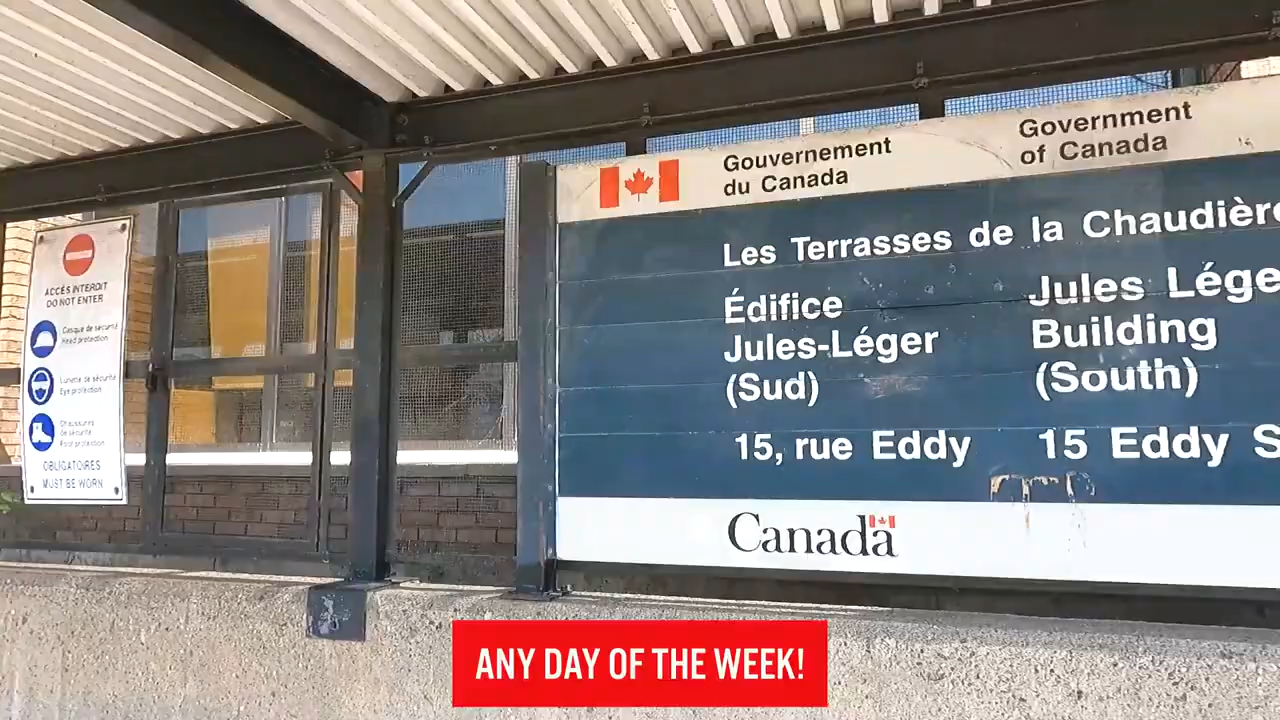 ACCÈS INTERDIT
DO NOT ENTER
Casque de sécurité
Head protection
Lunette de sécurité
Eye protection
Chaussures
de sécurité
Foot protection
OBLIGATOIRES
MUST BE WORN
Gouvernement
du Canada
Government
of Canada
Les Terrasses de la Chaudière
Édifice
Jules-Léger
(Sud)
Jules Lége
Building
(South)
15, rue Eddy
15 Eddy S
Canada
ANY DAY OF THE WEEK!